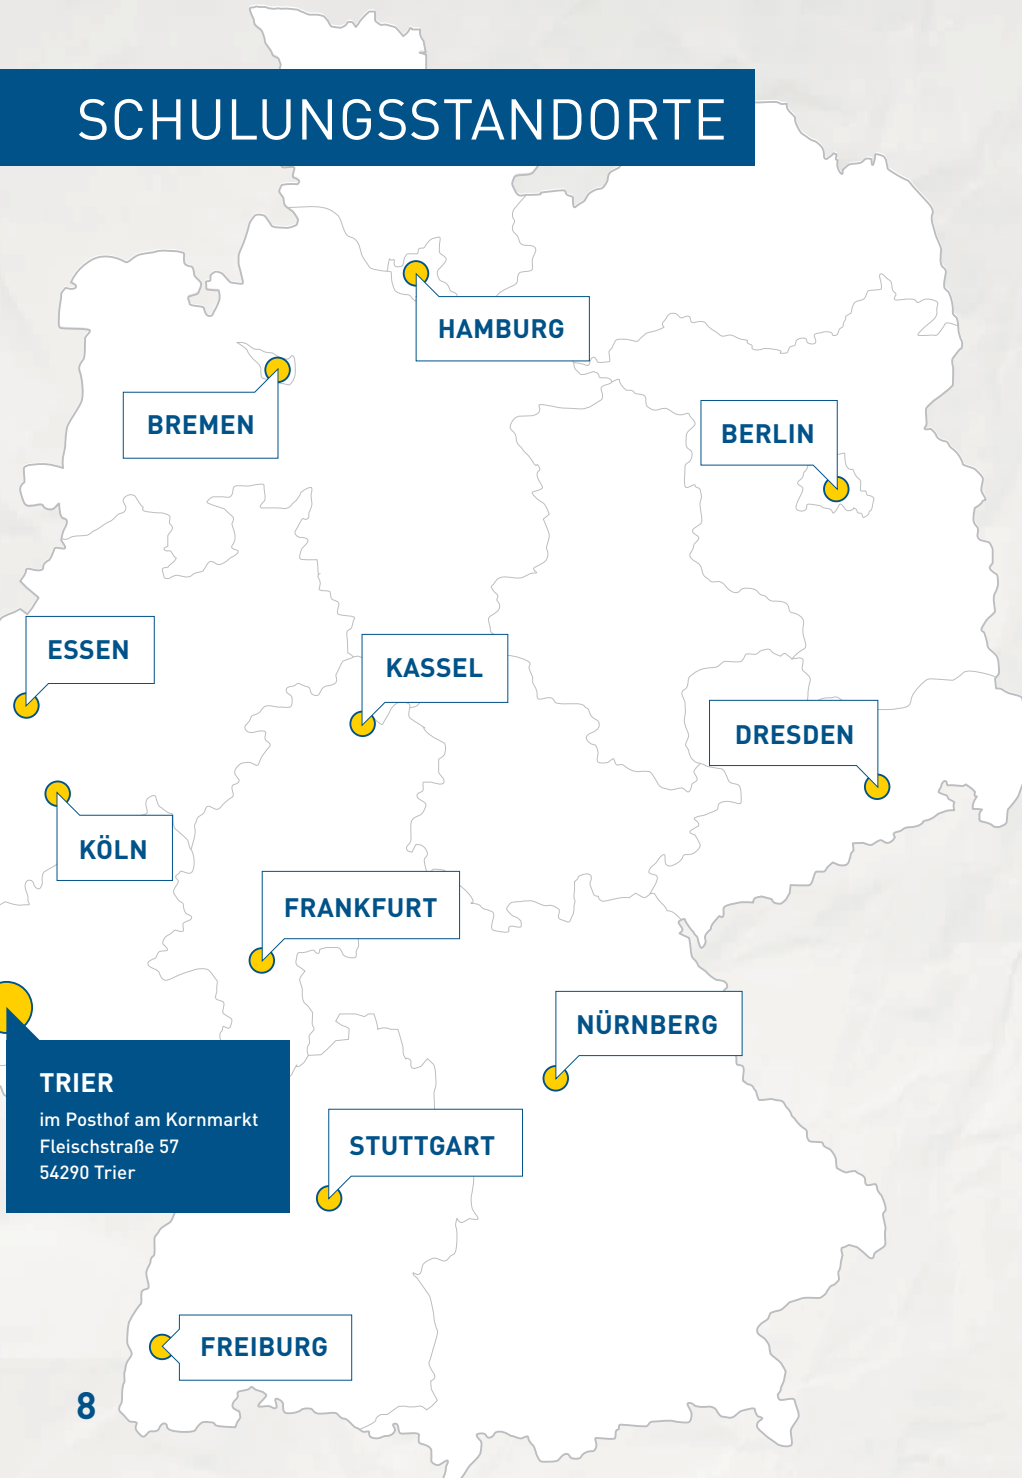 SCHULUNGSSTANDORTE
HAMBURG
BREMEN
BERLIN
ESSEN
KASSEL
DRESDEN
KÖLN
FRANKFURT
NÜRNBERG
TRIER
im Posthof am Kornmarkt
Fleischstraße 57
54290 Trier
STUTTGART
FREIBURG
8